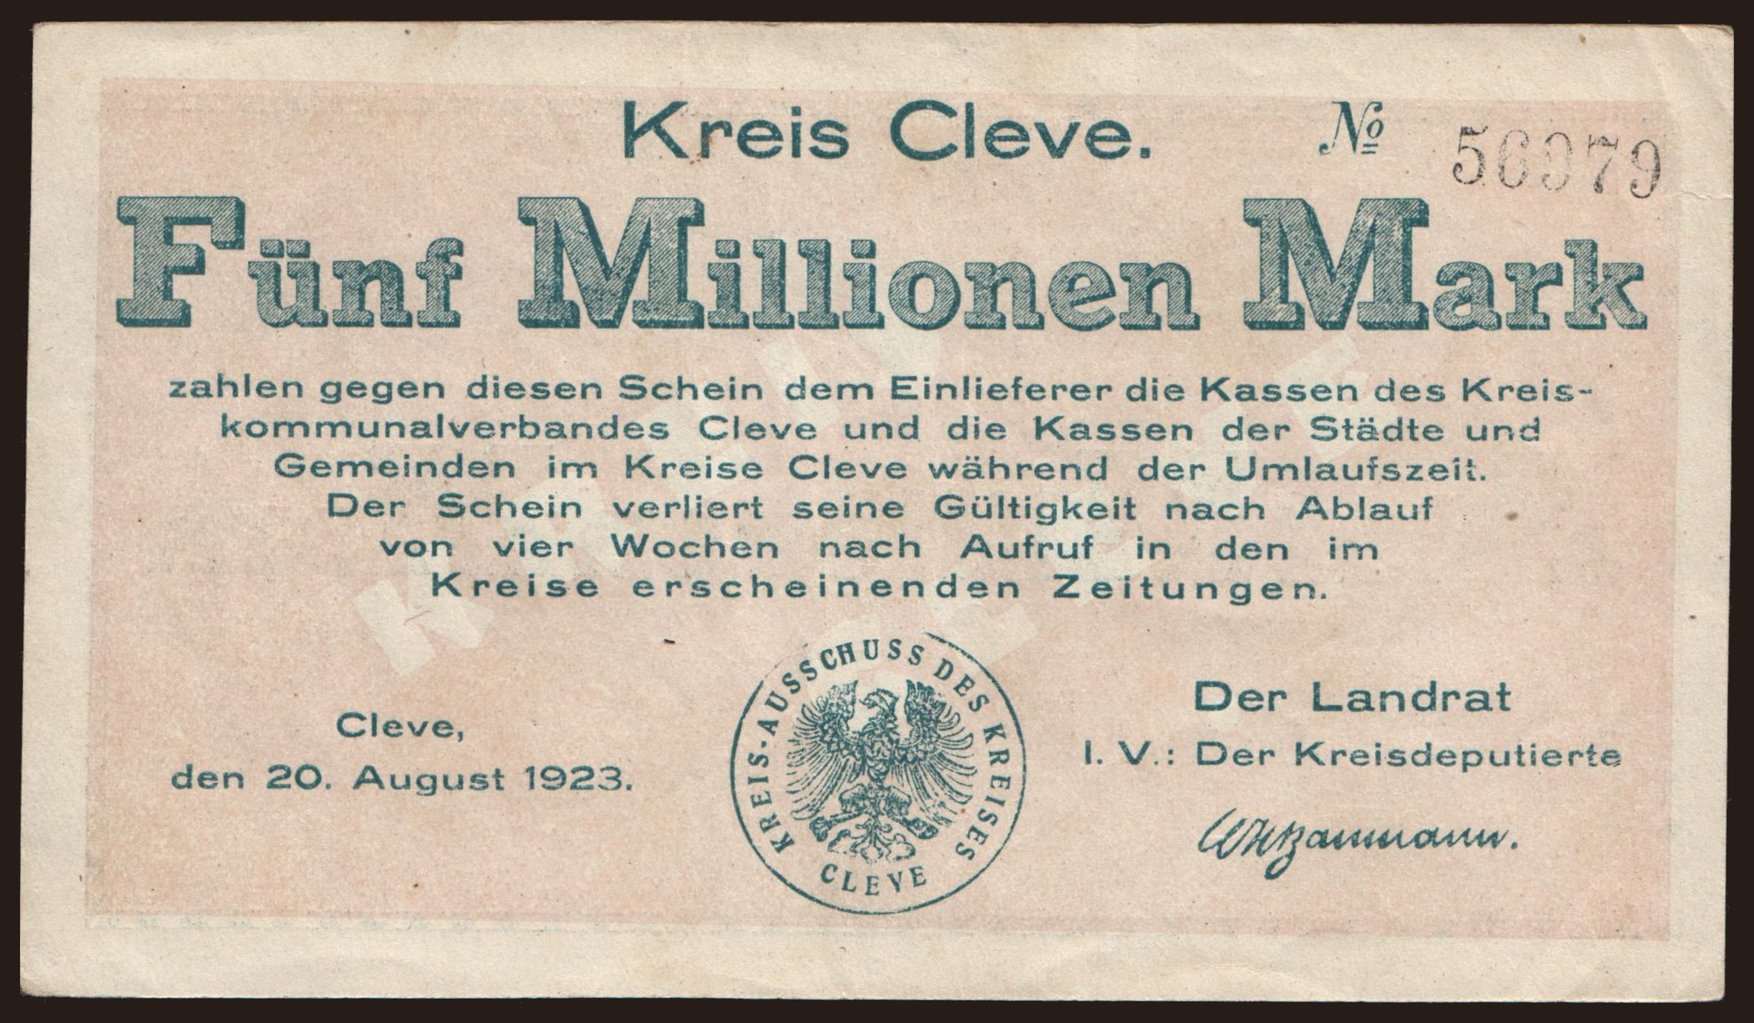 Kreis Cleve.
№ 56979
Fünf Millionen Mark
zahlen gegen diesen Schein dem Einlieferer die Kassen des Kreis-
kommunalverbandes Cleve und die Kassen der Städte und
Gemeinden im Kreise Cleve während der Umlaufszeit.
Der Schein verliert seine Gültigkeit nach Ablauf
von vier Wochen nach Aufruf in den im
Kreise erscheinenden Zeitungen.
Cleve,
den 20. August 1923.
KREIS-AUSSCHUSS DES KREISES
CLEVE
Der Landrat
I. V.: Der Kreisdeputierte